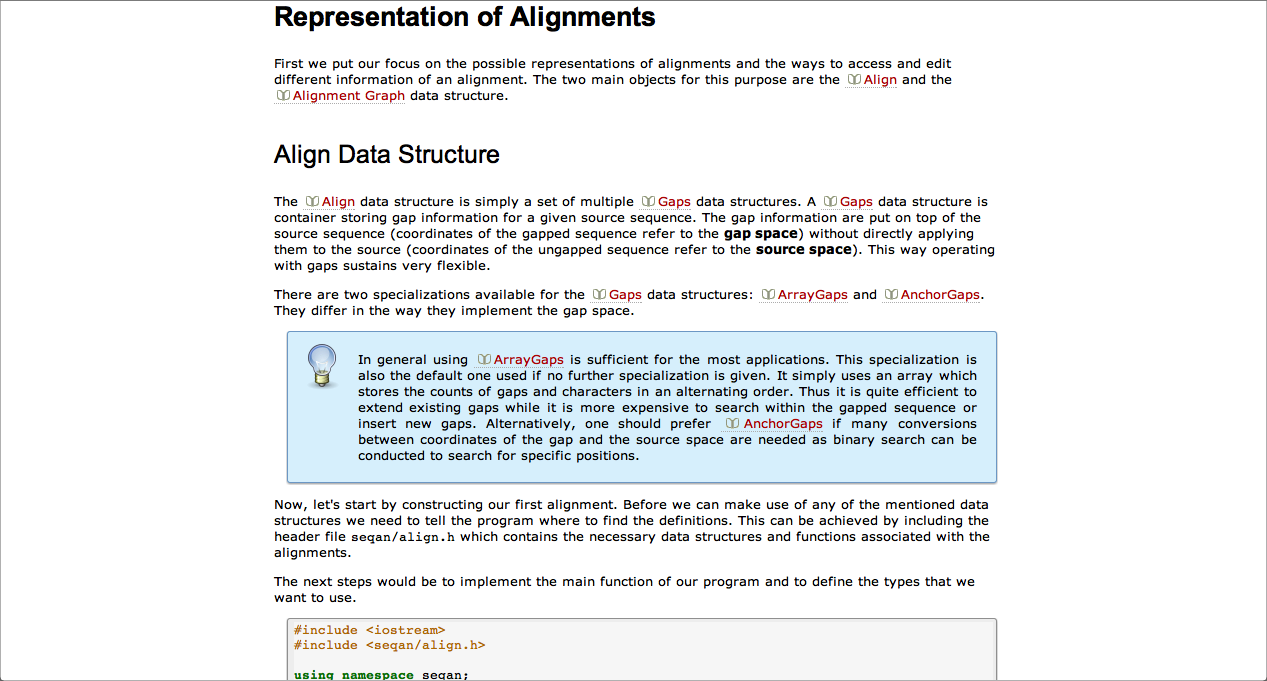 Representation of Alignments
First we put our focus on the possible representations of alignments and the ways to access and edit
different information of an alignment. The two main objects for this purpose are the Align and the
Alignment Graph data structure.
Align Data Structure
The Align data structure is simply a set of multiple Gaps data structures. A Gaps data structure is
container storing gap information for a given source sequence. The gap information are put on top of the
source sequence (coordinates of the gapped sequence refer to the gap space) without directly applying
them to the source (coordinates of the ungapped sequence refer to the source space). This way operating
with gaps sustains very flexible.
There are two specializations available for the Gaps data structures: ArrayGaps and AnchorGaps.
They differ in the way they implement the gap space.
In general using ArrayGaps is sufficient for the most applications. This specialization is
also the default one used if no further specialization is given. It simply uses an array which
stores the counts of gaps and characters in an alternating order. Thus it is quite efficient to
extend existing gaps while it is more expensive to search within the gapped sequence or
insert new gaps. Alternatively, one should prefer AnchorGaps if many conversions
between coordinates of the gap and the source space are needed as binary search can be
conducted to search for specific positions.
Now, let's start by constructing our first alignment. Before we can make use of any of the mentioned data
structures we need to tell the program where to find the definitions. This can be achieved by including the
header file seqan/align.h which contains the necessary data structures and functions associated with the
alignments.
The next steps would be to implement the main function of our program and to define the types that we
want to use.
#include <iostream>
#include <seqan/align.h>
using namespace seqan;